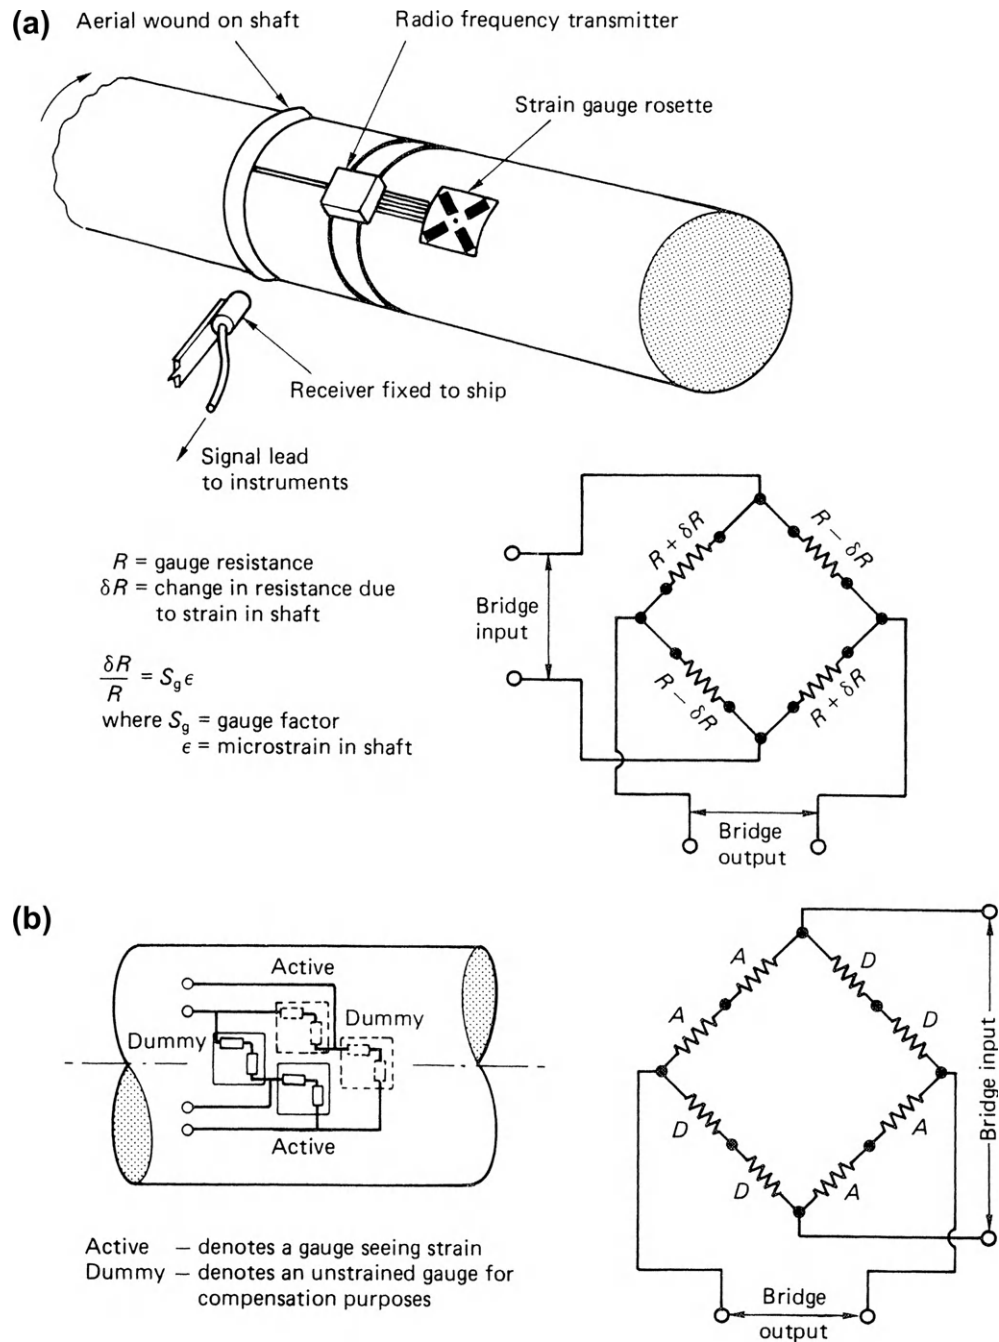 (a)
Aerial wound on shaft
Radio frequency transmitter
Strain gauge rosette
Receiver fixed to ship
Signal lead
to instruments
R = gauge resistance
δR = change in resistance due
to strain in shaft
δR/R = Sgϵ
where Sg = gauge factor
ϵ = microstrain in shaft
Bridge
input
R + δR
R − δR
R − δR
R + δR
Bridge
output
(b)
Active
Dummy
Dummy
Active
Active – denotes a gauge seeing strain
Dummy – denotes an unstrained gauge for
compensation purposes
A
D
A
D
D
A
D
A
Bridge input
Bridge
output